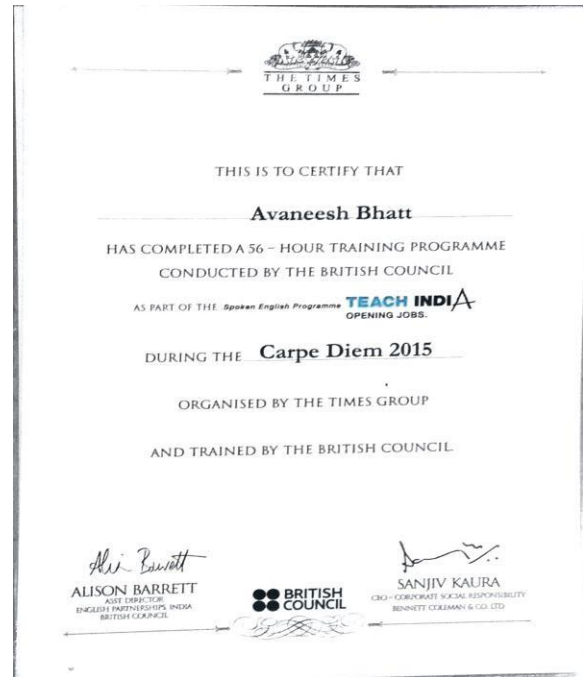 THE TIMES
GROUP
THIS IS TO CERTIFY THAT
Avaneesh Bhatt
HAS COMPLETED A 56 – HOUR TRAINING PROGRAMME
CONDUCTED BY THE BRITISH COUNCIL
AS PART OF THE Spoken English Programme TEACH INDIA
OPENING JOBS.
DURING THE Carpe Diem 2015
ORGANISED BY THE TIMES GROUP
AND TRAINED BY THE BRITISH COUNCIL
Alison Barrett
ALISON BARRETT
ASST DIRECTOR
ENGLISH PARTNERSHIPS, INDIA
BRITISH COUNCIL
BRITISH
COUNCIL
SANJIV KAURA
CEO – CORPORATE SOCIAL RESPONSIBILITY
BENNETT COLEMAN & CO. LTD